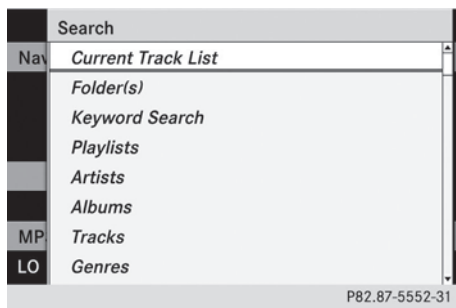 Search
Nav
Current Track List
Folder(s)
Keyword Search
Playlists
Artists
Albums
MP
Tracks
LO
Genres
P82.87-5552-31